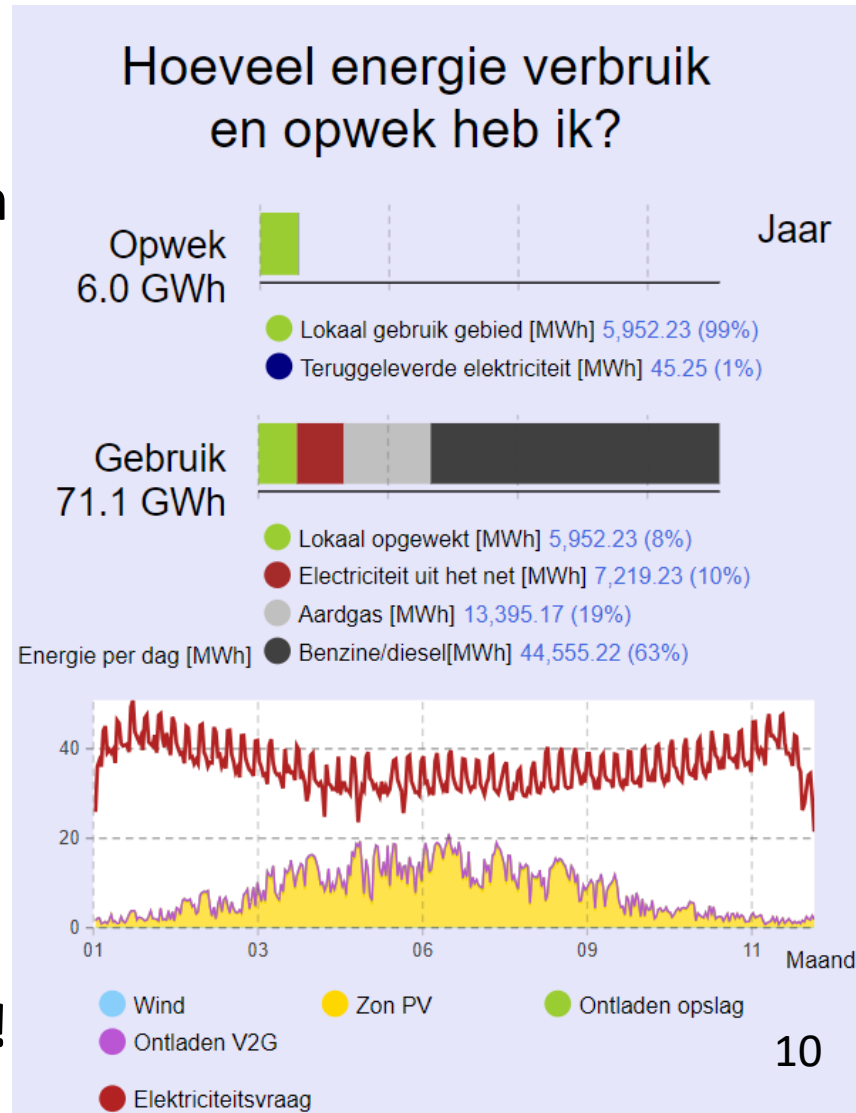 Hoeveel energie verbruik
en opwek heb ik?
n
Jaar
Opwek
6.0 GWh
Lokaal gebruik gebied [MWh] 5,952.23 (99%)
Teruggeleverde elektriciteit [MWh] 45.25 (1%)
Gebruik
71.1 GWh
Lokaal opgewekt [MWh] 5,952.23 (8%)
Electriciteit uit het net [MWh] 7,219.23 (10%)
Aardgas [MWh] 13,395.17 (19%)
Benzine/diesel[MWh] 44,555.22 (63%)
Energie per dag [MWh]
40
20
0
01 03 06 09 11
Maand
Wind Zon PV Ontladen opslag
!
Ontladen V2G
10
Elektriciteitsvraag